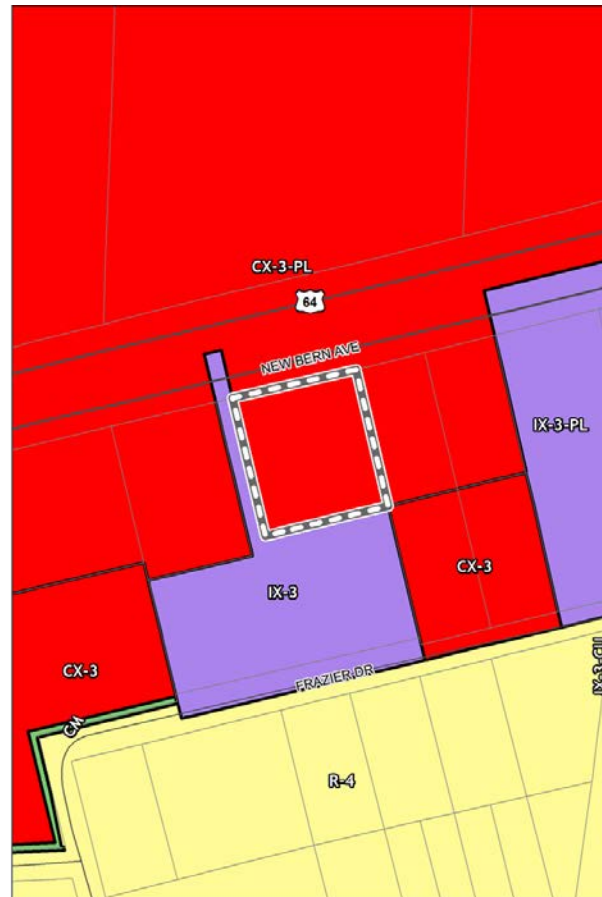 CX-3-PL
64
NEW BERN AVE
IX-3-PL
CX-3
IX-3
CX-3
FRAZIER DR
CM
R-4